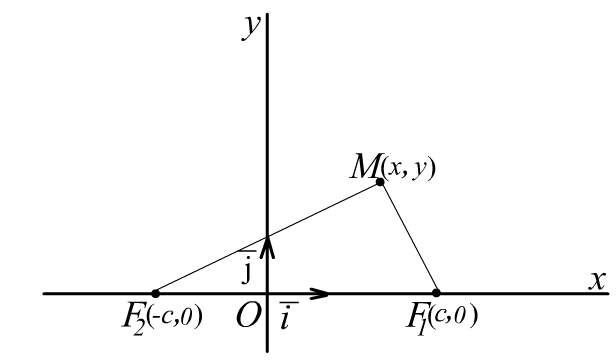 y
M(x, y)
j̅
x
F₂(-c,0) O i̅ F₁(c,0)